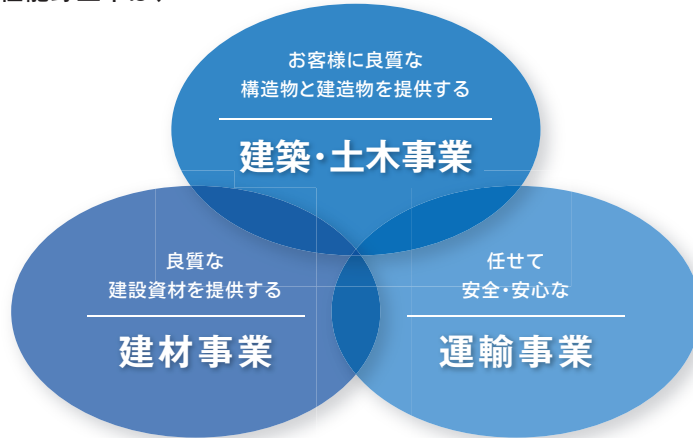 お客様に良質な
構造物と建造物を提供する
建築・土木事業
良質な
建設資材を提供する
建材事業
任せて
安全・安心な
運輸事業